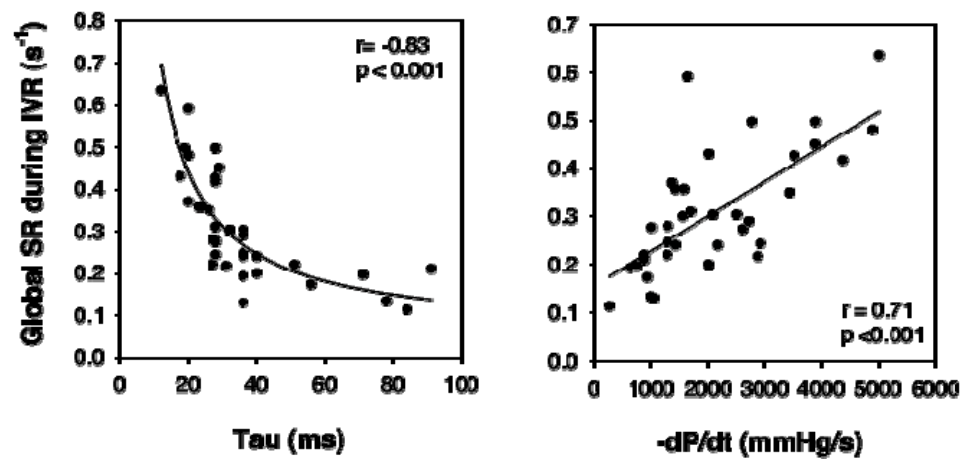 Global SR during IVR (s-1)
0.8
0.7
0.6
0.5
0.4
0.3
0.2
0.1
0.0
r= -0.83
p< 0.001
0 20 40 60 80 100
Tau (ms)
0.7
0.6
0.5
0.4
0.3
0.2
0.1
0.0
r= 0.71
p <0.001
0 1000 2000 3000 4000 5000 6000
-dP/dt (mmHg/s)